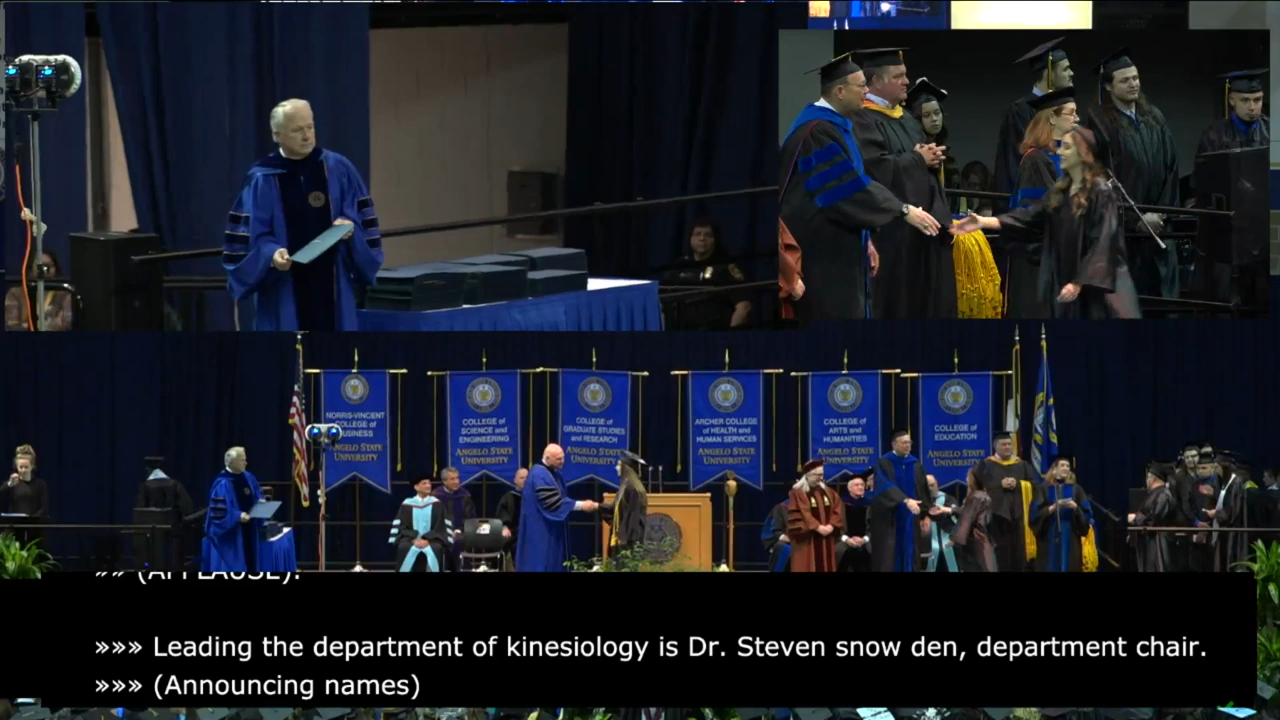 NORRIS-VINCENT
COLLEGE of
BUSINESS
ANGELO STATE
UNIVERSITY
COLLEGE of
SCIENCE and
ENGINEERING
ANGELO STATE
UNIVERSITY
COLLEGE of
GRADUATE STUDIES
and RESEARCH
ANGELO STATE
UNIVERSITY
ARCHER COLLEGE
of HEALTH and
HUMAN SERVICES
ANGELO STATE
UNIVERSITY
COLLEGE of
ARTS and
HUMANITIES
ANGELO STATE
UNIVERSITY
COLLEGE of
EDUCATION
ANGELO STATE
UNIVERSITY
»» (APPLAUSE).
»»» Leading the department of kinesiology is Dr. Steven snow den, department chair.
»»» (Announcing names)